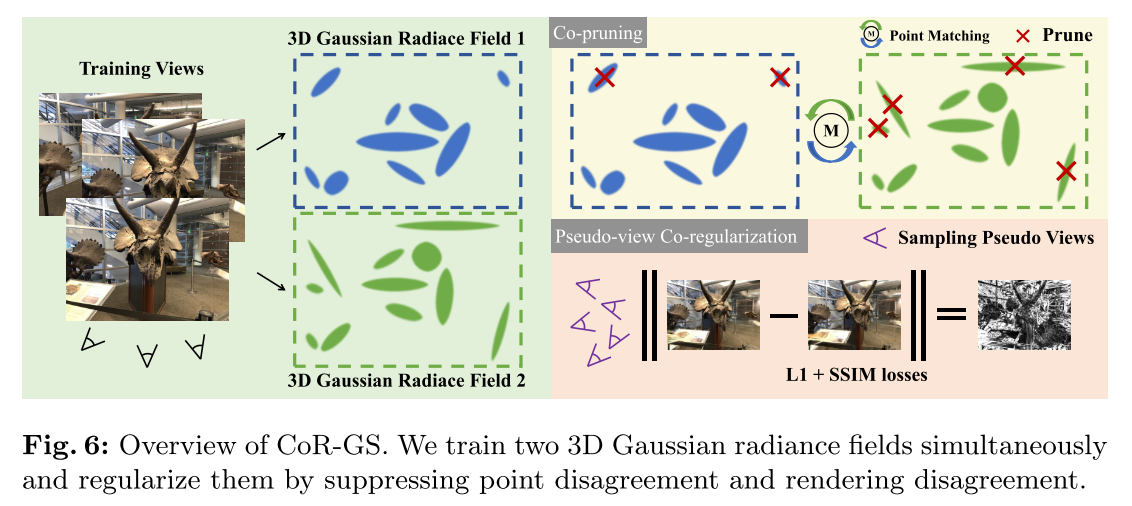 Training Views
3D Gaussian Radiace Field 1
3D Gaussian Radiace Field 2
Co-pruning
M Point Matching
Prune
M
Pseudo-view Co-regularization
Sampling Pseudo Views
L1 + SSIM losses
Fig. 6: Overview of CoR-GS. We train two 3D Gaussian radiance fields simultaneously
and regularize them by suppressing point disagreement and rendering disagreement.